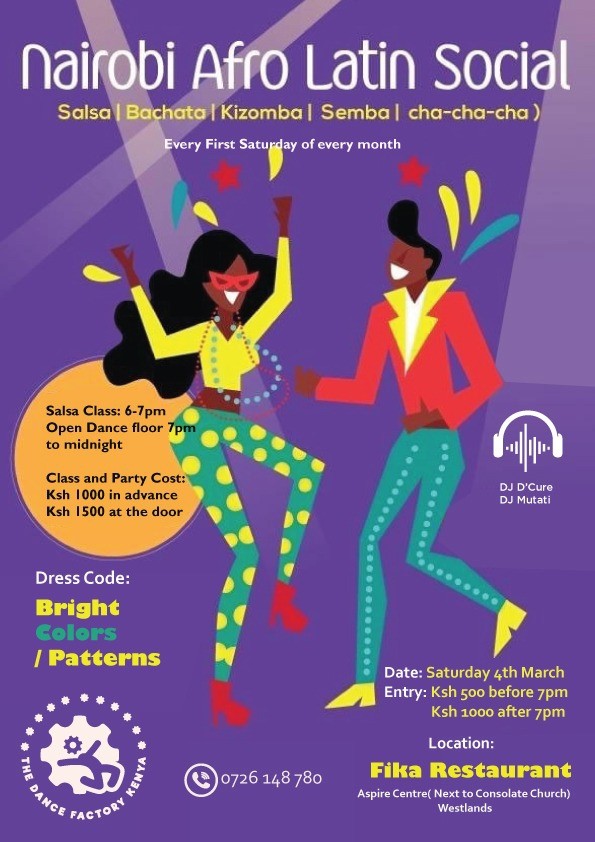 Nairobi Afro Latin Social
Salsa | Bachata | Kizomba | Semba | cha-cha-cha )
Every First Saturday of every month
Salsa Class: 6-7pm
Open Dance floor 7pm
to midnight
Class and Party Cost:
Ksh 1000 in advance
Ksh 1500 at the door
DJ D'Cure
DJ Mutati
Dress Code:
Bright
Colors
/ Patterns
Date: Saturday 4th March
Entry: Ksh 500 before 7pm
Ksh 1000 after 7pm
Location:
Fika Restaurant
Aspire Centre( Next to Consolate Church)
Westlands
0726 148 780
THE DANCE FACTORY KENYA